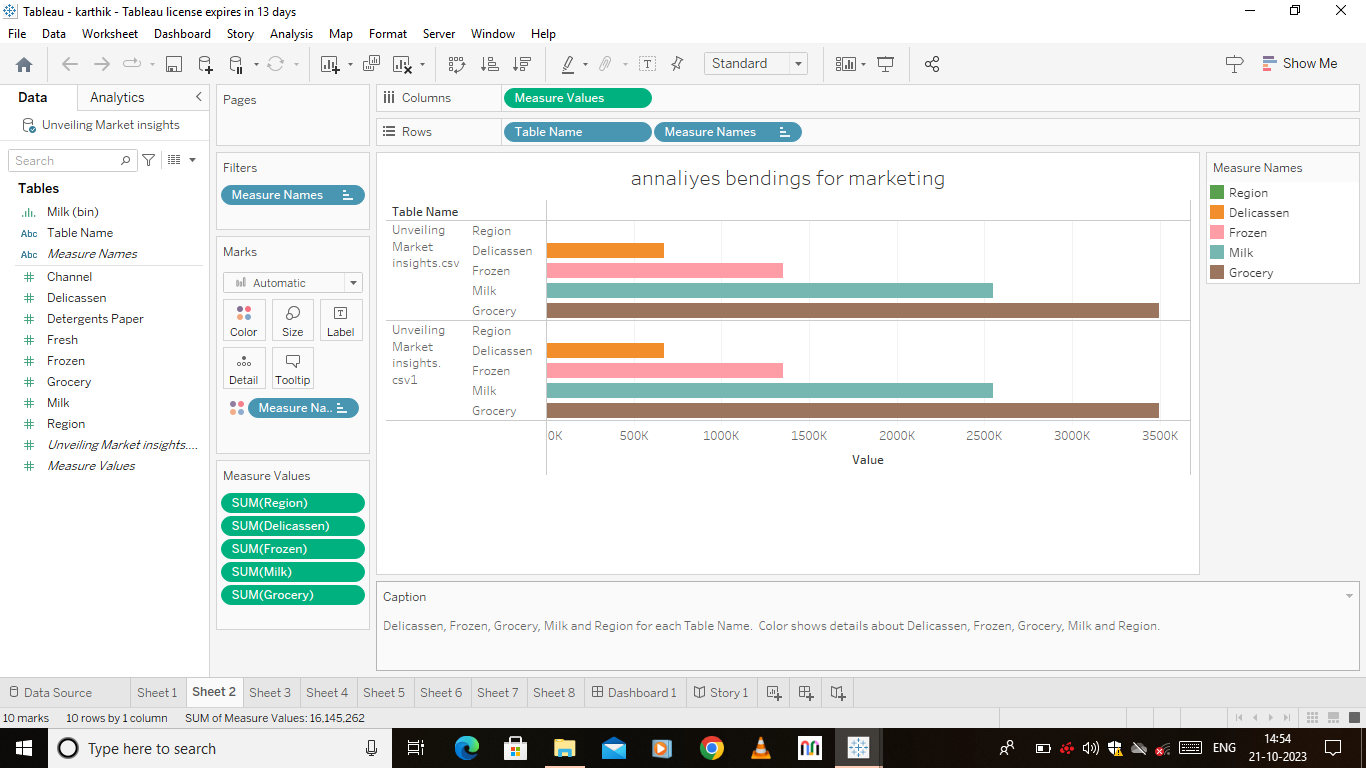 Tableau - karthik - Tableau license expires in 13 days
File Data Worksheet Dashboard Story Analysis Map Format Server Window Help
Standard
Show Me
Data Analytics
Unveiling Market insights
Search
Tables
Milk (bin)
Abc Table Name
Abc Measure Names
Channel
Delicassen
Detergents Paper
Fresh
Frozen
Grocery
Milk
Region
Unveiling Market insights....
Measure Values
Pages
Filters
Measure Names
Marks
Automatic
Color Size Label
Detail Tooltip
Measure Na..
Measure Values
SUM(Region)
SUM(Delicassen)
SUM(Frozen)
SUM(Milk)
SUM(Grocery)
Columns Measure Values
Rows Table Name Measure Names
annaliyes bendings for marketing
Table Name
Unveiling
Market
insights.csv
Region
Delicassen
Frozen
Milk
Grocery
Unveiling
Market
insights.
csv1
Region
Delicassen
Frozen
Milk
Grocery
0K 500K 1000K 1500K 2000K 2500K 3000K 3500K
Value
Measure Names
Region
Delicassen
Frozen
Milk
Grocery
Caption
Delicassen, Frozen, Grocery, Milk and Region for each Table Name. Color shows details about Delicassen, Frozen, Grocery, Milk and Region.
Data Source Sheet 1 Sheet 2 Sheet 3 Sheet 4 Sheet 5 Sheet 6 Sheet 7 Sheet 8 Dashboard 1 Story 1
10 marks 10 rows by 1 column SUM of Measure Values: 16,145,262
Type here to search
ENG
14:54
21-10-2023